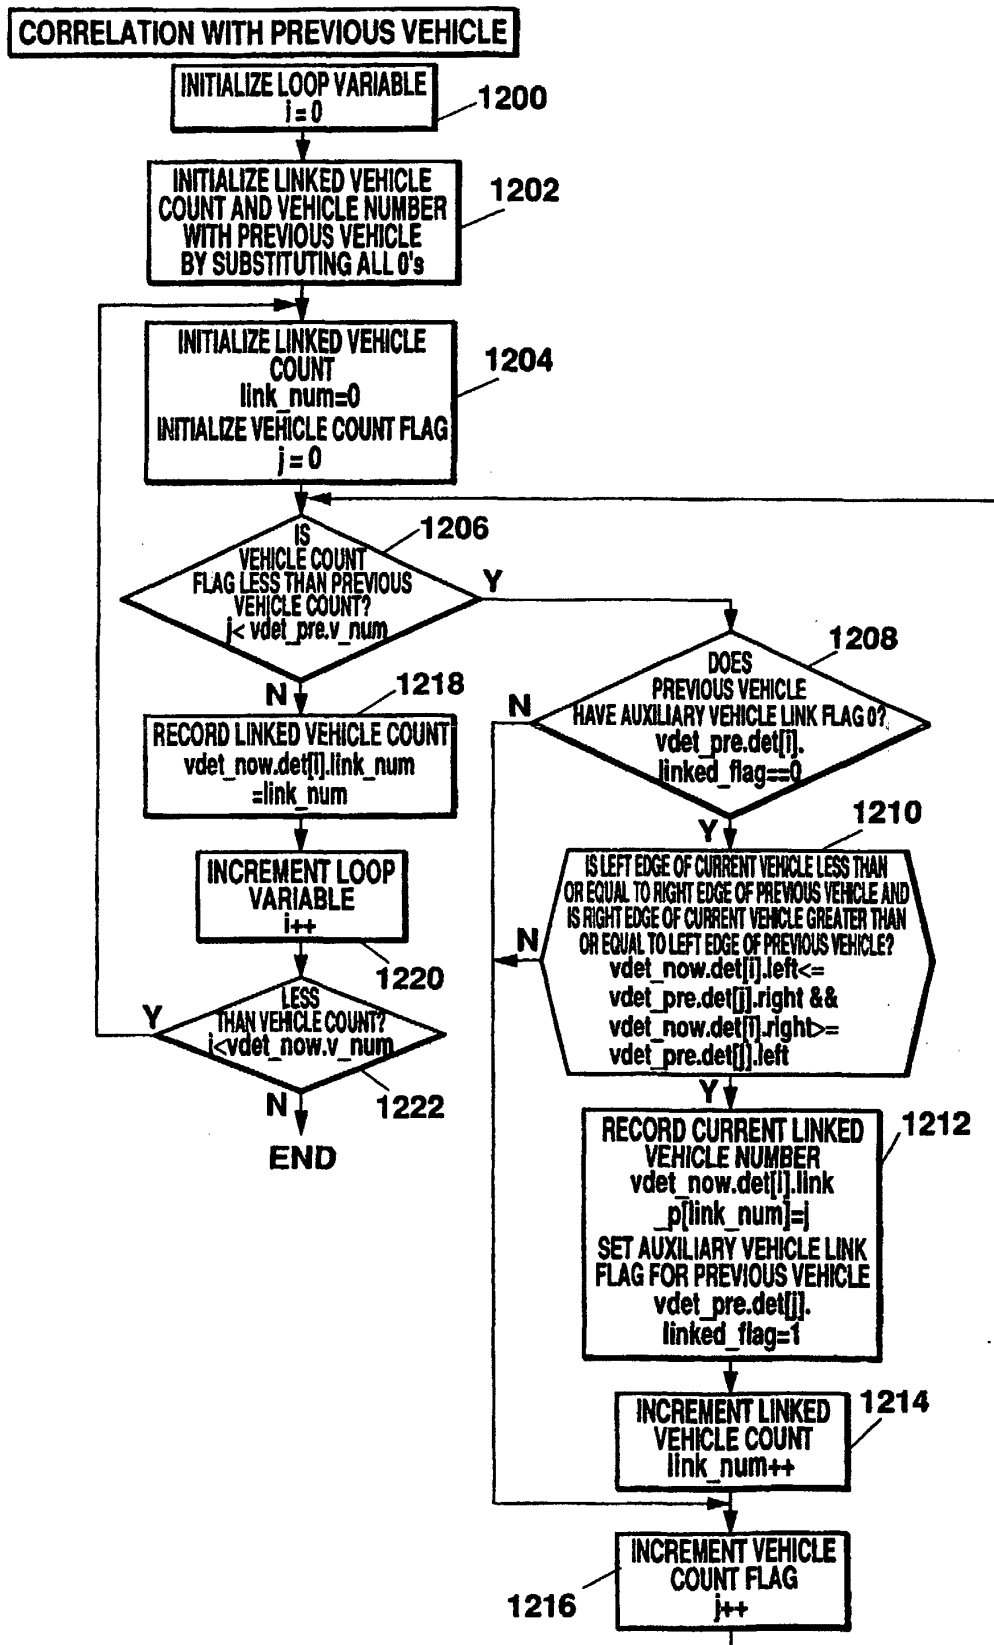 CORRELATION WITH PREVIOUS VEHICLE
INITIALIZE LOOP VARIABLE
i = 0
1200
INITIALIZE LINKED VEHICLE
COUNT AND VEHICLE NUMBER
WITH PREVIOUS VEHICLE
BY SUBSTITUTING ALL 0's
1202
INITIALIZE LINKED VEHICLE
COUNT
link_num=0
INITIALIZE VEHICLE COUNT FLAG
j = 0
1204
IS
VEHICLE COUNT
FLAG LESS THAN PREVIOUS
VEHICLE COUNT?
j< vdet_pre.v_num
1206
Y
N
1218
RECORD LINKED VEHICLE COUNT
vdet_now.det[i].link_num
=link_num
INCREMENT LOOP
VARIABLE
i++
1220
LESS
THAN VEHICLE COUNT?
i<vdet_now.v_num
Y
N
1222
END
DOES
PREVIOUS VEHICLE
HAVE AUXILIARY VEHICLE LINK FLAG 0?
vdet_pre.det[i].
linked_flag==0
1208
N
Y
1210
IS LEFT EDGE OF CURRENT VEHICLE LESS THAN
OR EQUAL TO RIGHT EDGE OF PREVIOUS VEHICLE AND
IS RIGHT EDGE OF CURRENT VEHICLE GREATER THAN
OR EQUAL TO LEFT EDGE OF PREVIOUS VEHICLE?
vdet_now.det[i].left<=
vdet_pre.det[j].right &&
vdet_now.det[i].right>=
vdet_pre.det[j].left
N
Y
RECORD CURRENT LINKED
VEHICLE NUMBER
vdet_now.det[i].link
_p[link_num]=j
SET AUXILIARY VEHICLE LINK
FLAG FOR PREVIOUS VEHICLE
vdet_pre.det[j].
linked_flag=1
1212
INCREMENT LINKED
VEHICLE COUNT
link_num++
1214
INCREMENT VEHICLE
COUNT FLAG
j++
1216